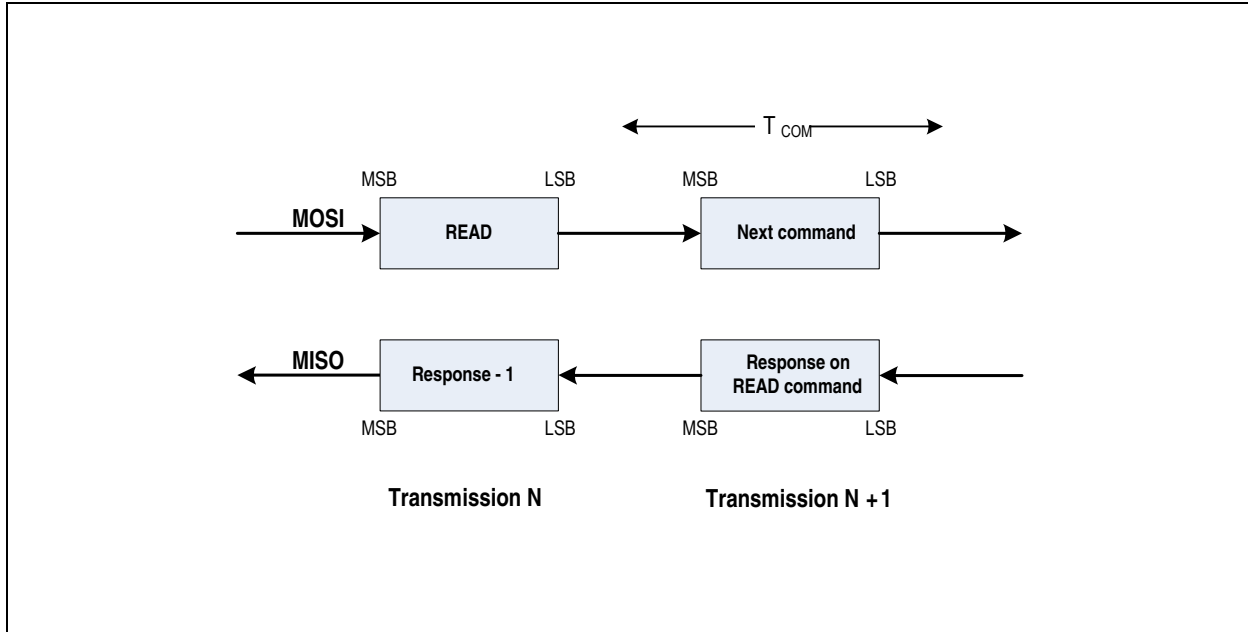 T COM
MSB LSB MSB LSB
MOSI READ Next command
MISO Response - 1 Response on
READ command
MSB LSB MSB LSB
Transmission N Transmission N + 1